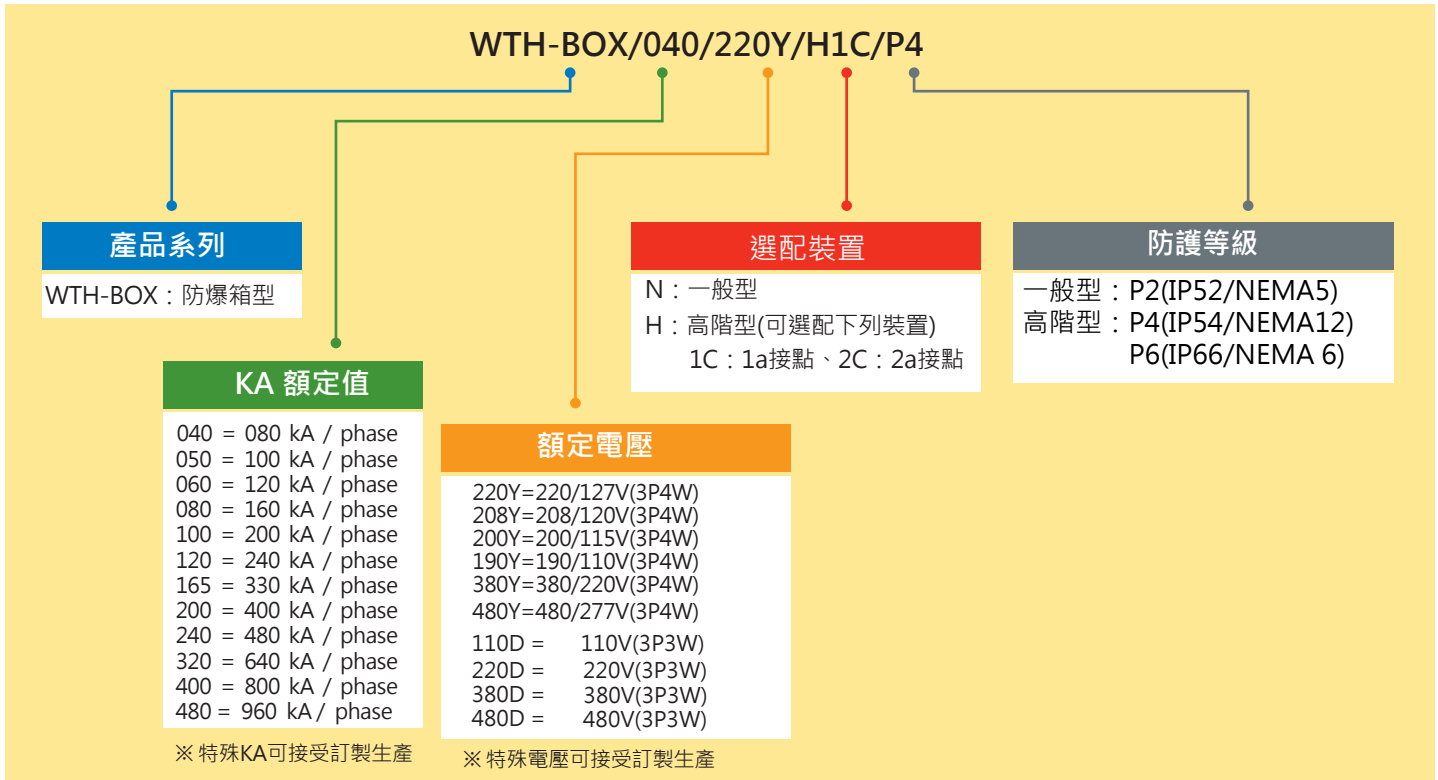 WTH-BOX/040/220Y/H1C/P4
產品系列
WTH-BOX：防爆箱型
KA 額定值
040 = 080 kA / phase
050 = 100 kA / phase
060 = 120 kA / phase
080 = 160 kA / phase
100 = 200 kA / phase
120 = 240 kA / phase
165 = 330 kA / phase
200 = 400 kA / phase
240 = 480 kA / phase
320 = 640 kA / phase
400 = 800 kA / phase
480 = 960 kA / phase
※ 特殊KA可接受訂製生產
額定電壓
220Y=220/127V(3P4W)
208Y=208/120V(3P4W)
200Y=200/115V(3P4W)
190Y=190/110V(3P4W)
380Y=380/220V(3P4W)
480Y=480/277V(3P4W)
110D = 110V(3P3W)
220D = 220V(3P3W)
380D = 380V(3P3W)
480D = 480V(3P3W)
※ 特殊電壓可接受訂製生產
選配裝置
N：一般型
H：高階型(可選配下列裝置)
1C：1a接點、2C：2a接點
防護等級
一般型：P2(IP52/NEMA5)
高階型：P4(IP54/NEMA12)
P6(IP66/NEMA 6)